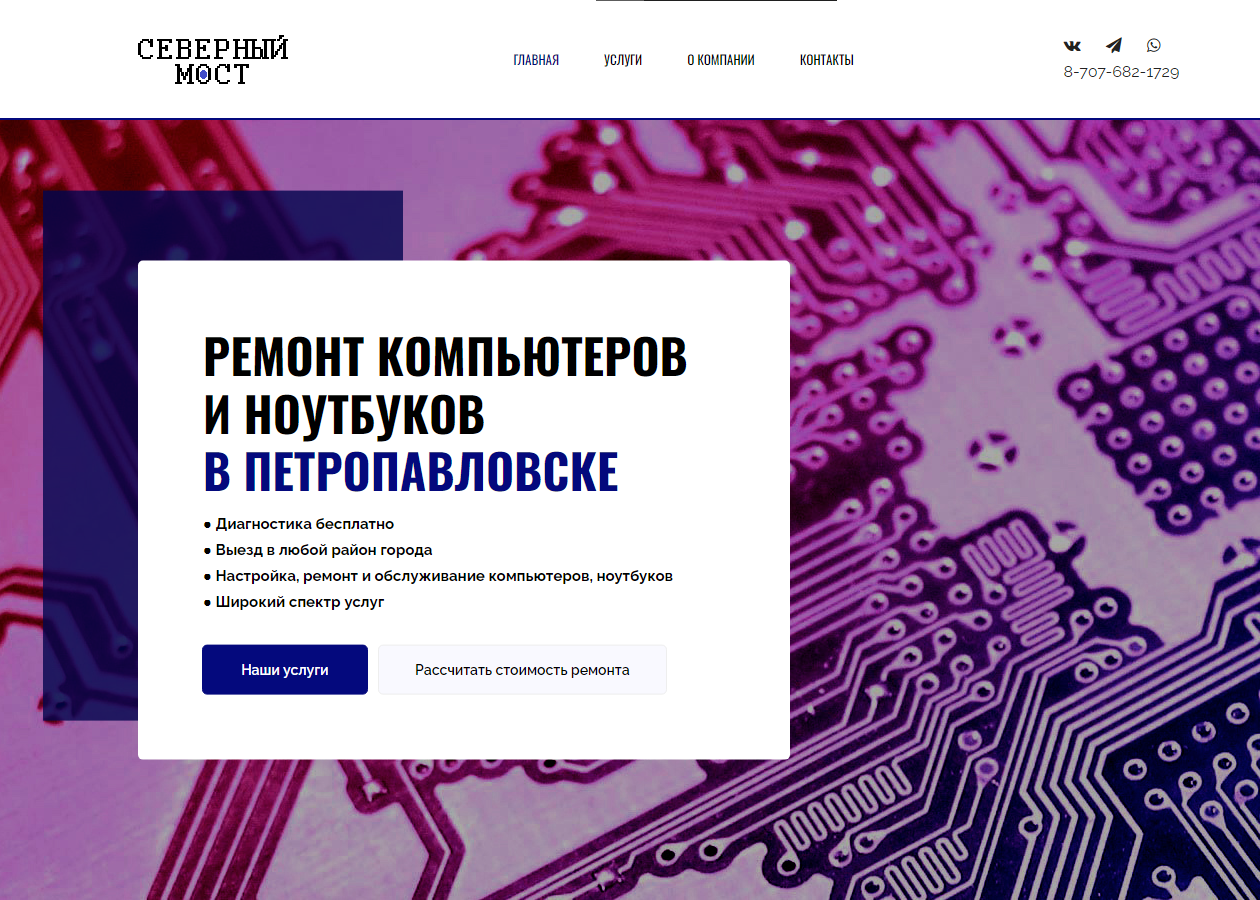 СЕВЕРНЫЙ
МОСТ
ГЛАВНАЯ УСЛУГИ О КОМПАНИИ КОНТАКТЫ
8-707-682-1729
РЕМОНТ КОМПЬЮТЕРОВ
И НОУТБУКОВ
В ПЕТРОПАВЛОВСКЕ
● Диагностика бесплатно
● Выезд в любой район города
● Настройка, ремонт и обслуживание компьютеров, ноутбуков
● Широкий спектр услуг
Наши услуги Рассчитать стоимость ремонта